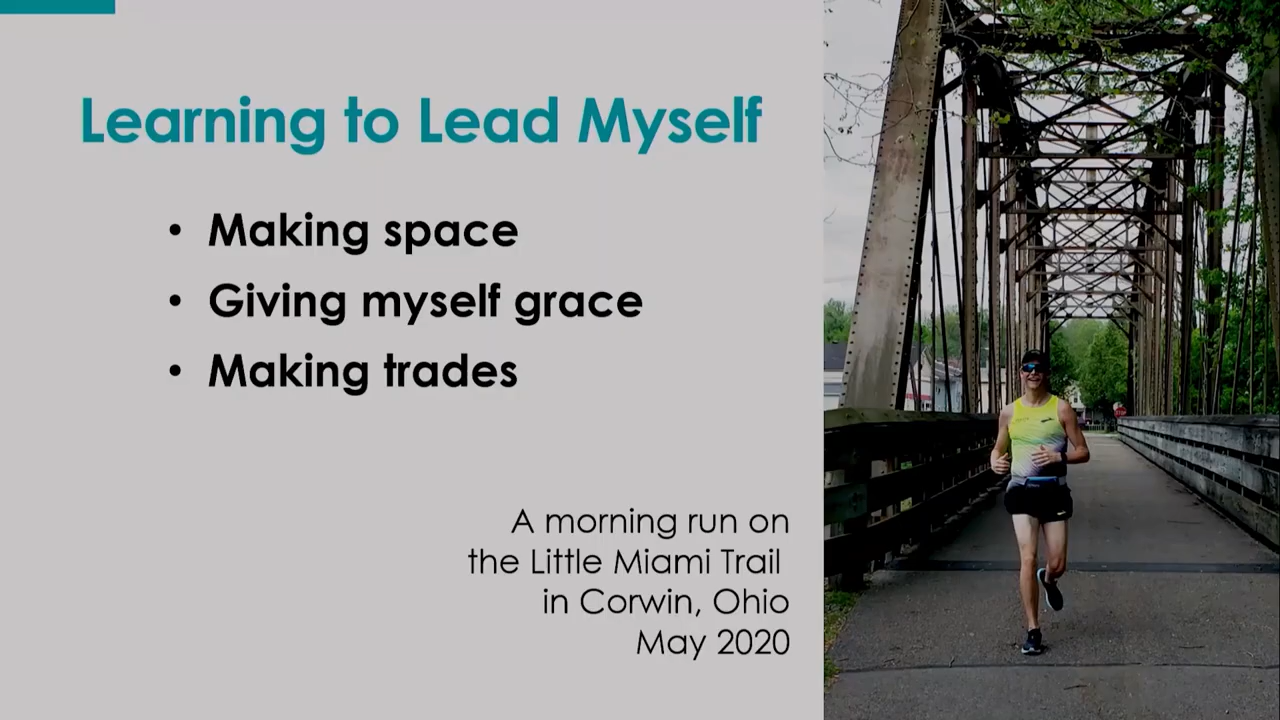 Learning to Lead Myself
• Making space
• Giving myself grace
• Making trades
A morning run on
the Little Miami Trail
in Corwin, Ohio
May 2020